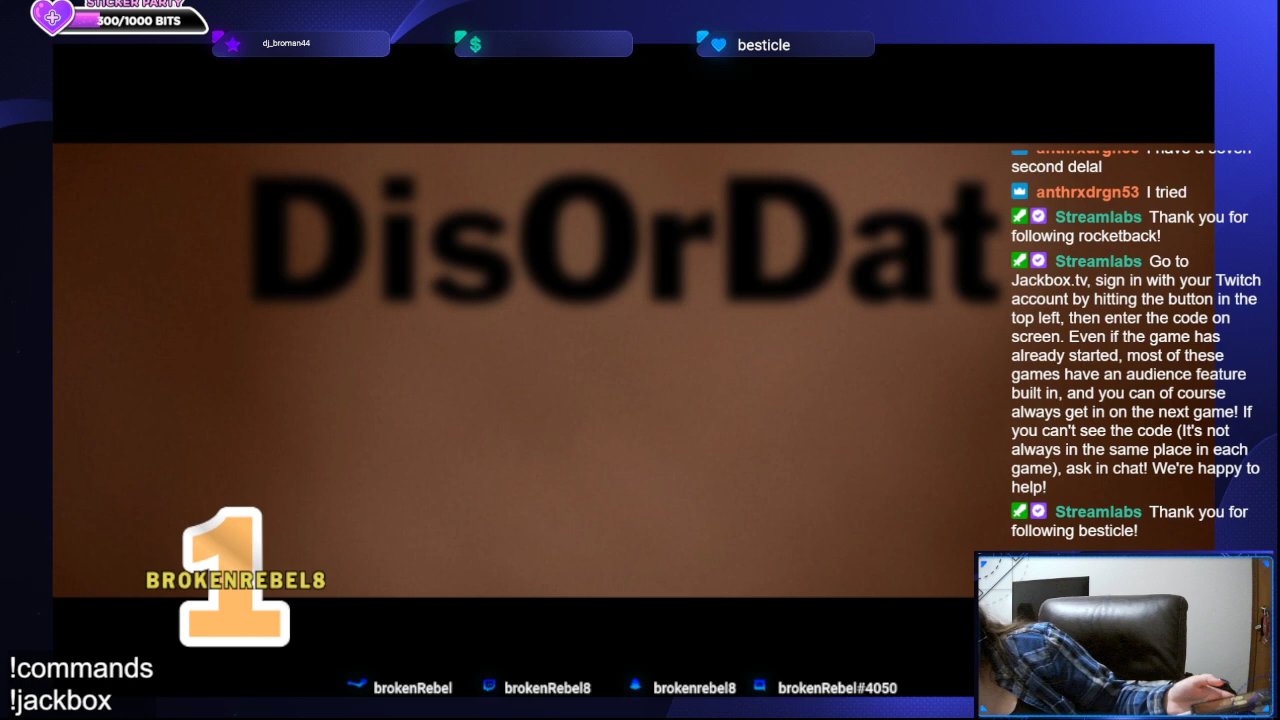 STICKER PARTY
300/1000 BITS
dj_broman44
$
besticle
DisOrDat
anthrxdrgn53 I have a seven
second delal
anthrxdrgn53 I tried
Streamlabs Thank you for
following rocketback!
Streamlabs Go to
Jackbox.tv, sign in with your Twitch
account by hitting the button in the
top left, then enter the code on
screen. Even if the game has
already started, most of these
games have an audience feature
built in, and you can of course
always get in on the next game! If
you can't see the code (It's not
always in the same place in each
game), ask in chat! We're happy to
help!
Streamlabs Thank you for
following besticle!
1
BROKENREBEL8
!commands
!jackbox
brokenRebel
brokenRebel8
brokenrebel8
brokenRebel#4050